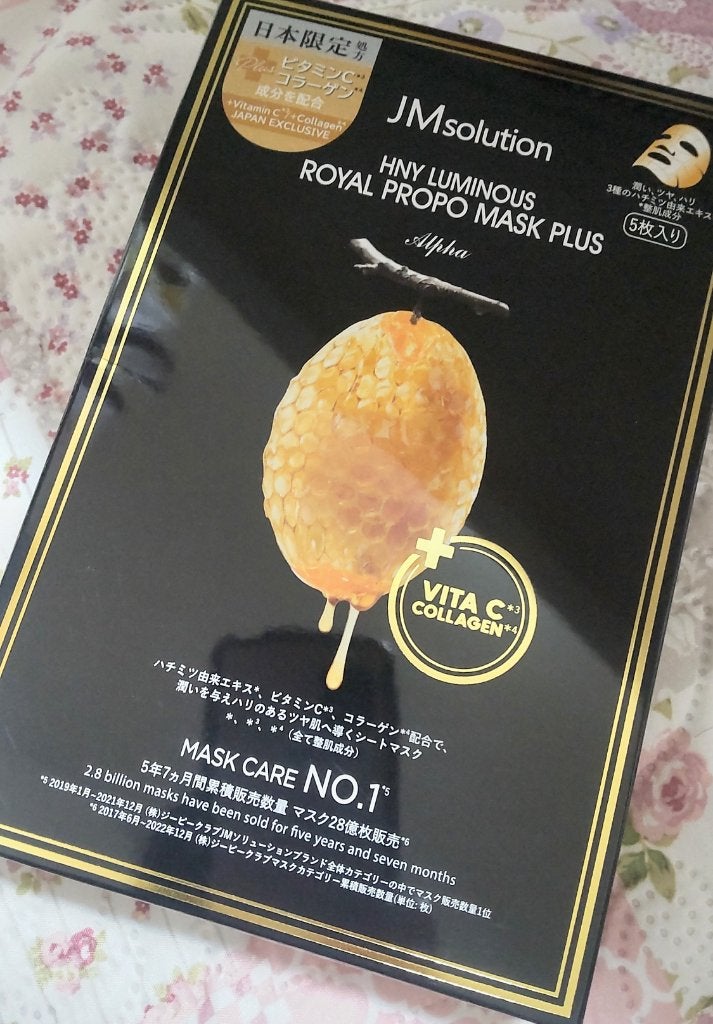 日本限定処方
Plus ビタミンC*³
コラーゲン*⁴
成分を配合
+Vitamin C*³/+Collagen*⁴
JAPAN EXCLUSIVE
JMsolution
HNY LUMINOUS
ROYAL PROPO MASK PLUS
Alpha
潤い、ツヤ、ハリ
3種のハチミツ由来エキス
*整肌成分
5枚入り
VITA C*³
COLLAGEN*⁴
ハチミツ由来エキス*、ビタミンC*³、コラーゲン*⁴配合で、
潤いを与えハリのあるツヤ肌へ導くシートマスク
*、*³、*⁴(全て整肌成分)
MASK CARE NO.1*⁵
5年7ヵ月間累積販売数量 マスク28億枚販売*⁶
2.8 billion masks have been sold for five years and seven months
*⁵ 2019年1月~2021年12月 (株)ジーピークラブJMソリューションブランド全体カテゴリーの中でマスク販売数量1位
*⁶ 2017年6月~2022年12月 (株)ジーピークラブマスクカテゴリー累積販売数量(単位: 枚)